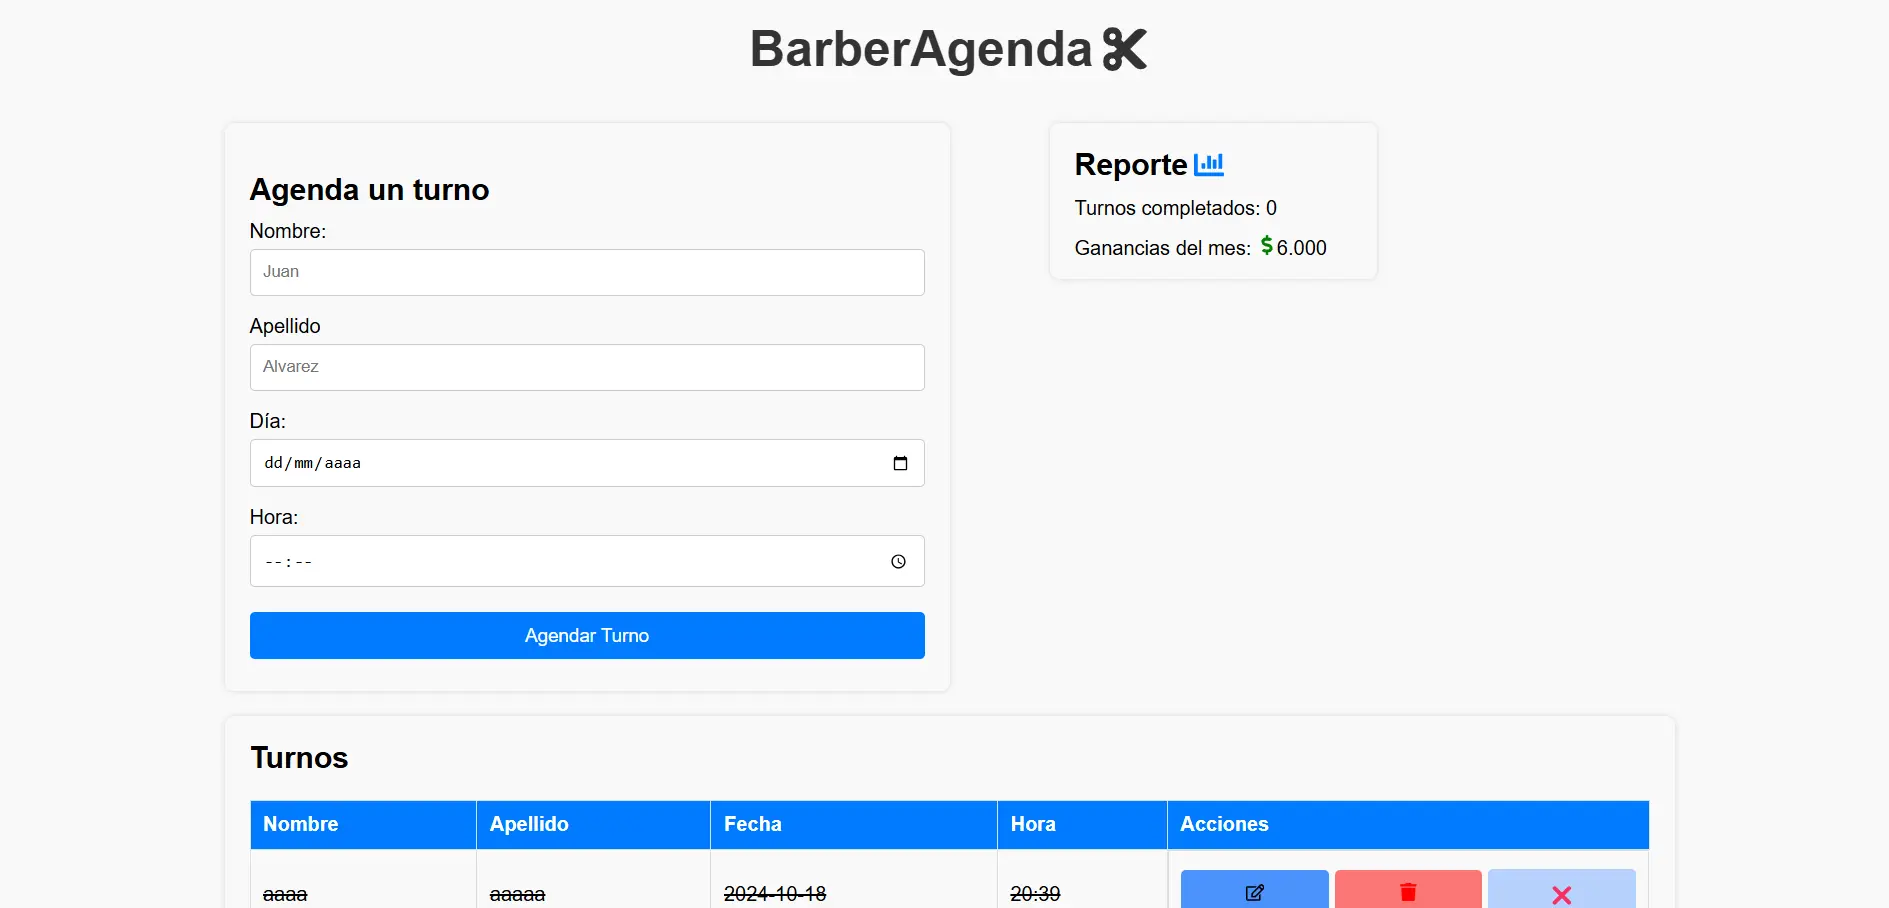 BarberAgenda
Agenda un turno
Nombre:
Juan
Apellido
Alvarez
Día:
dd/mm/aaaa
Hora:
--:--
Agendar Turno
Reporte
Turnos completados: 0
Ganancias del mes: $6.000
Turnos
Nombre Apellido Fecha Hora Acciones
aaaa aaaaa 2024-10-18 20:39